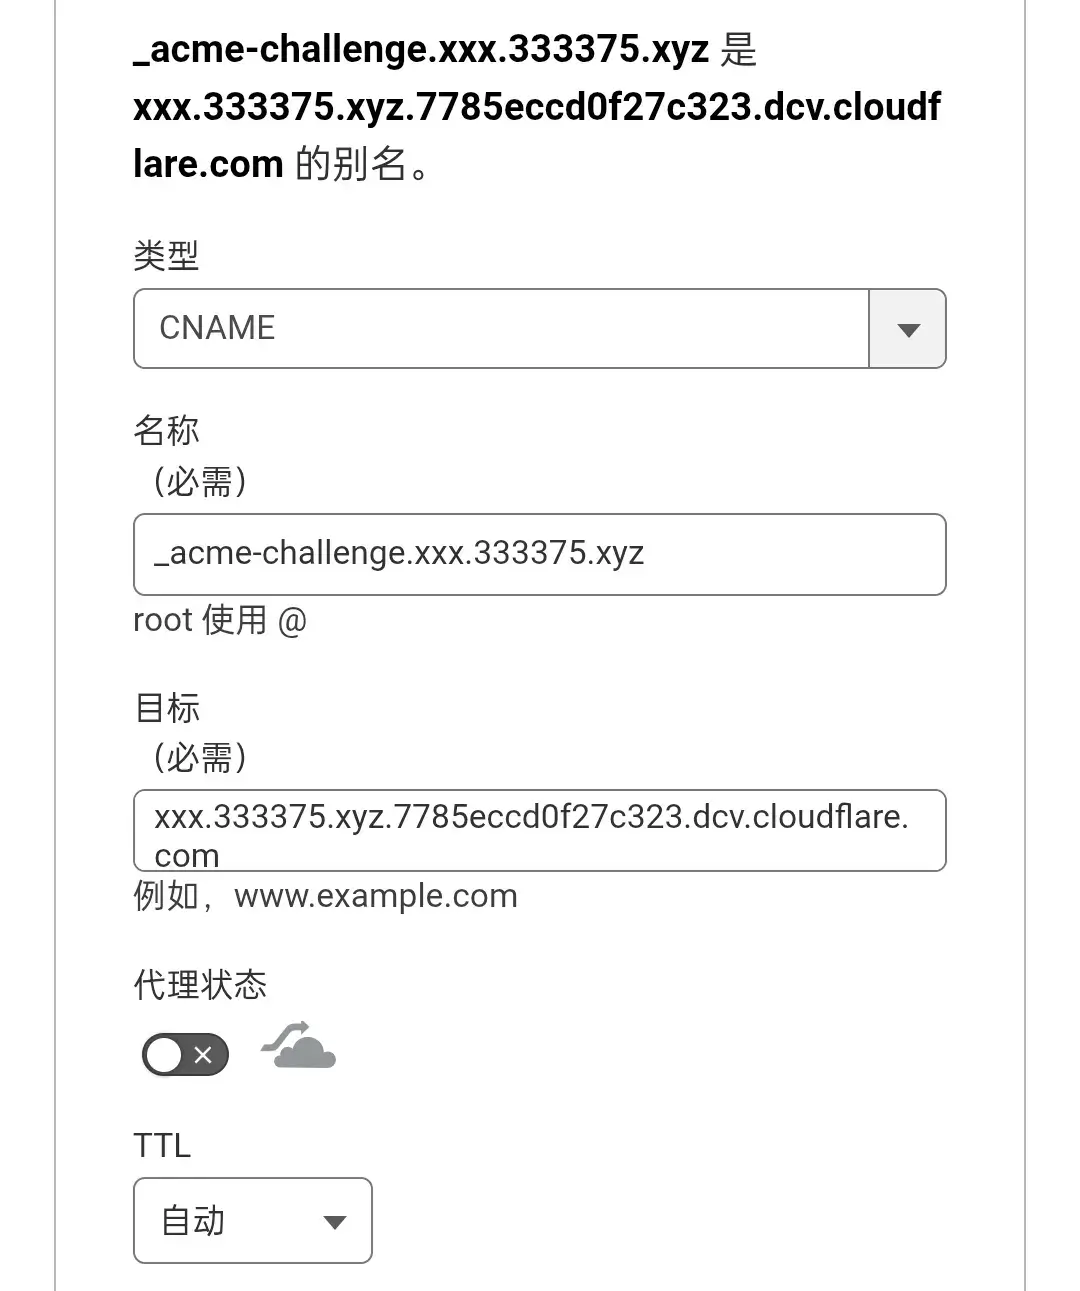 _acme-challenge.xxx.333375.xyz 是
xxx.333375.xyz.7785eccd0f27c323.dcv.cloudf
lare.com 的别名。
类型
CNAME
名称
（必需）
_acme-challenge.xxx.333375.xyz
root 使用 @
目标
（必需）
xxx.333375.xyz.7785eccd0f27c323.dcv.cloudflare.
com
例如，www.example.com
代理状态
TTL
自动